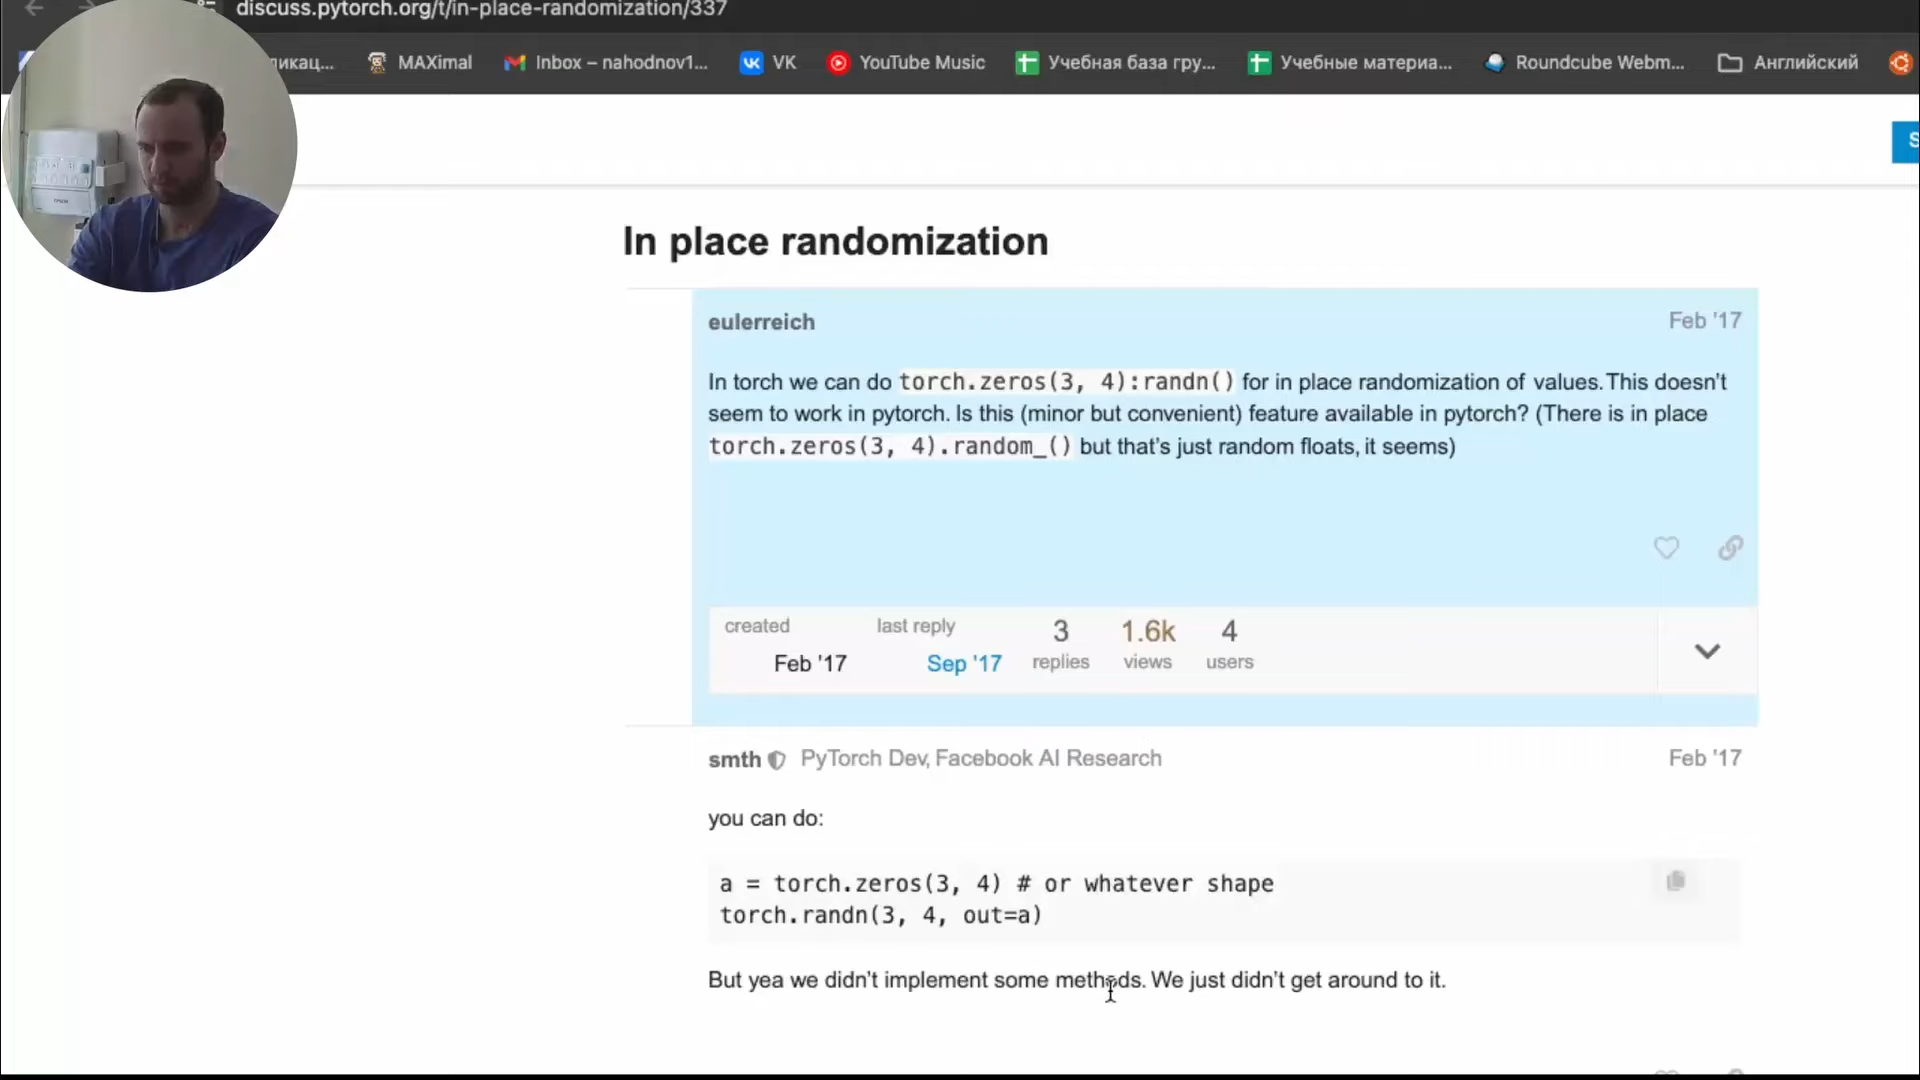 discuss.pytorch.org/t/in-place-randomization/337
ликац... MAXimal Inbox – nahodnov1... VK YouTube Music Учебная база гру... Учебные материа... Roundcube Webm... Английский
In place randomization
eulerreich Feb '17
In torch we can do torch.zeros(3, 4):randn() for in place randomization of values. This doesn't
seem to work in pytorch. Is this (minor but convenient) feature available in pytorch? (There is in place
torch.zeros(3, 4).random_() but that's just random floats, it seems)
created last reply 3 1.6k 4
Feb '17 Sep '17 replies views users
smth PyTorch Dev, Facebook AI Research Feb '17
you can do:
a = torch.zeros(3, 4) # or whatever shape
torch.randn(3, 4, out=a)
But yea we didn't implement some methods. We just didn't get around to it.